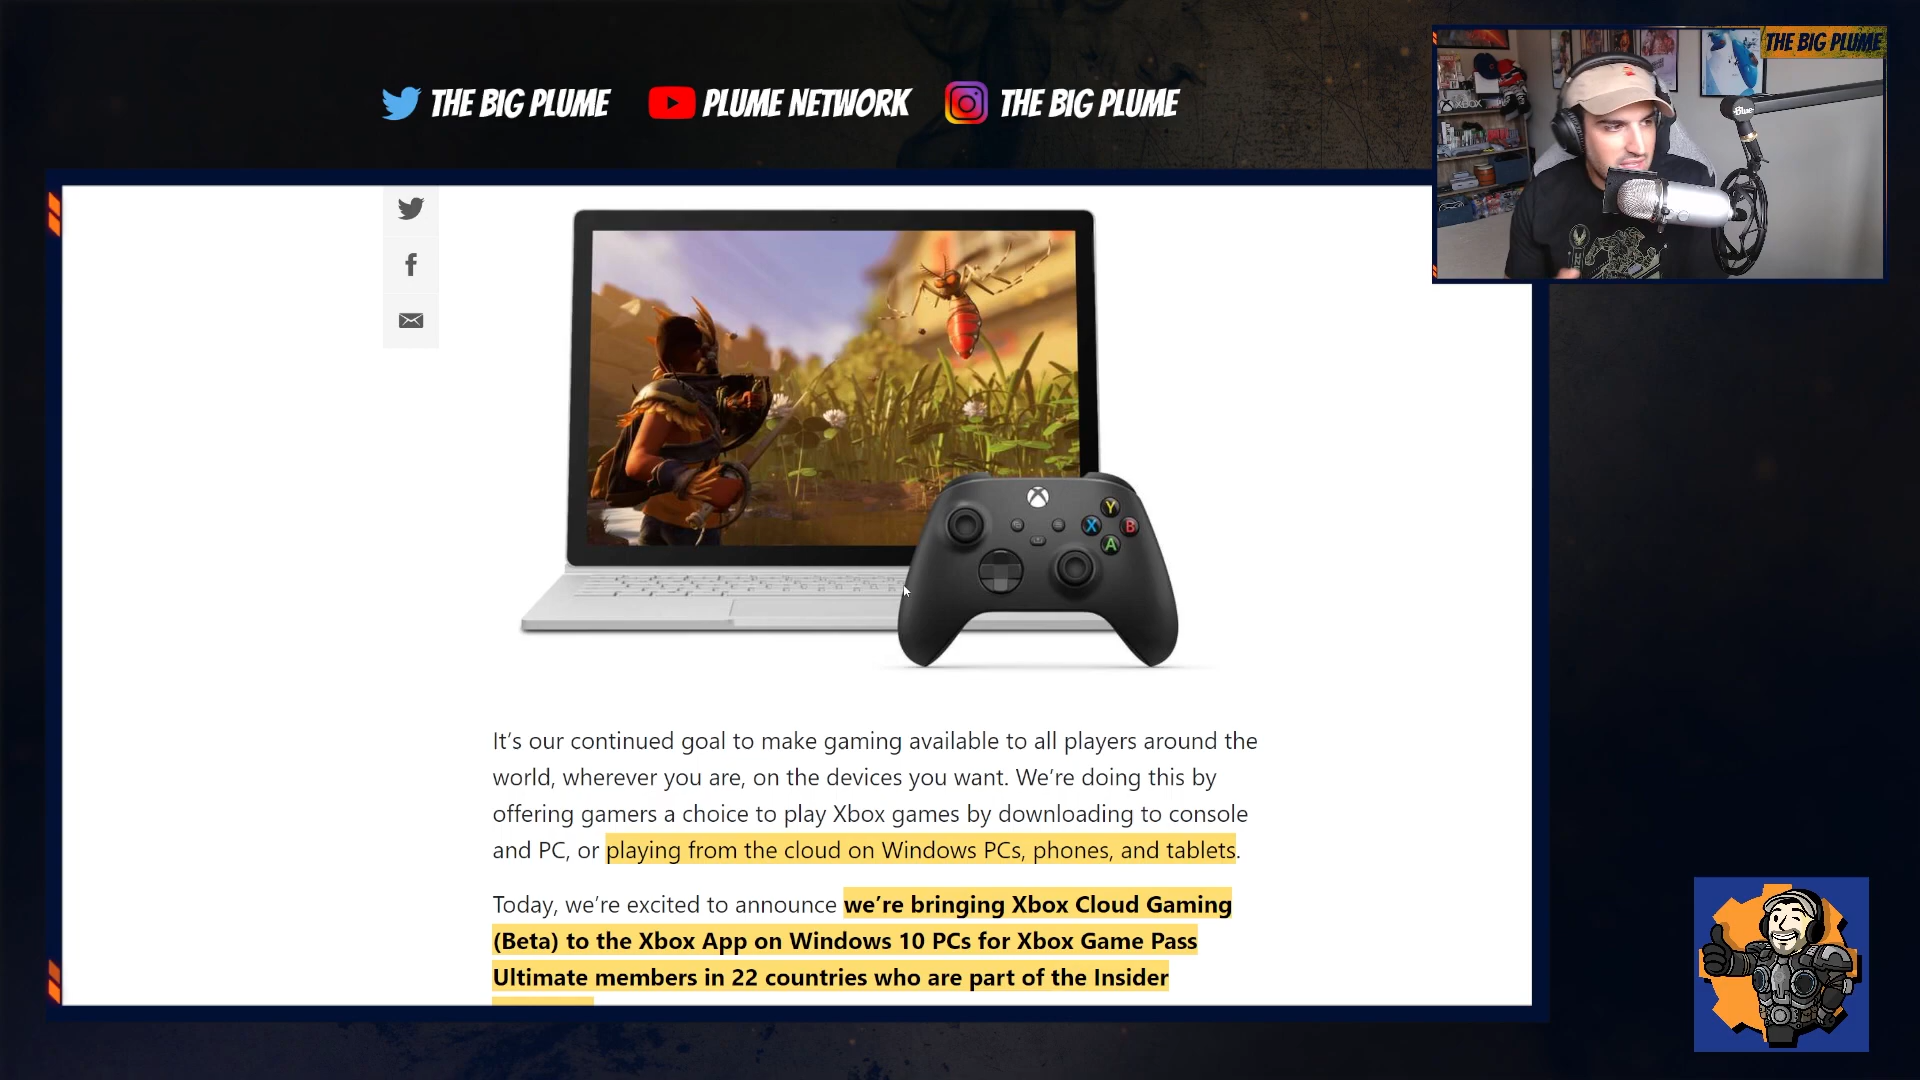 THE BIG PLUME
THE BIG PLUME
PLUME NETWORK
THE BIG PLUME
XBOX
Blue
Y
X
B
A
It’s our continued goal to make gaming available to all players around the
world, wherever you are, on the devices you want. We’re doing this by
offering gamers a choice to play Xbox games by downloading to console
and PC, or playing from the cloud on Windows PCs, phones, and tablets.
Today, we’re excited to announce we’re bringing Xbox Cloud Gaming
(Beta) to the Xbox App on Windows 10 PCs for Xbox Game Pass
Ultimate members in 22 countries who are part of the Insider